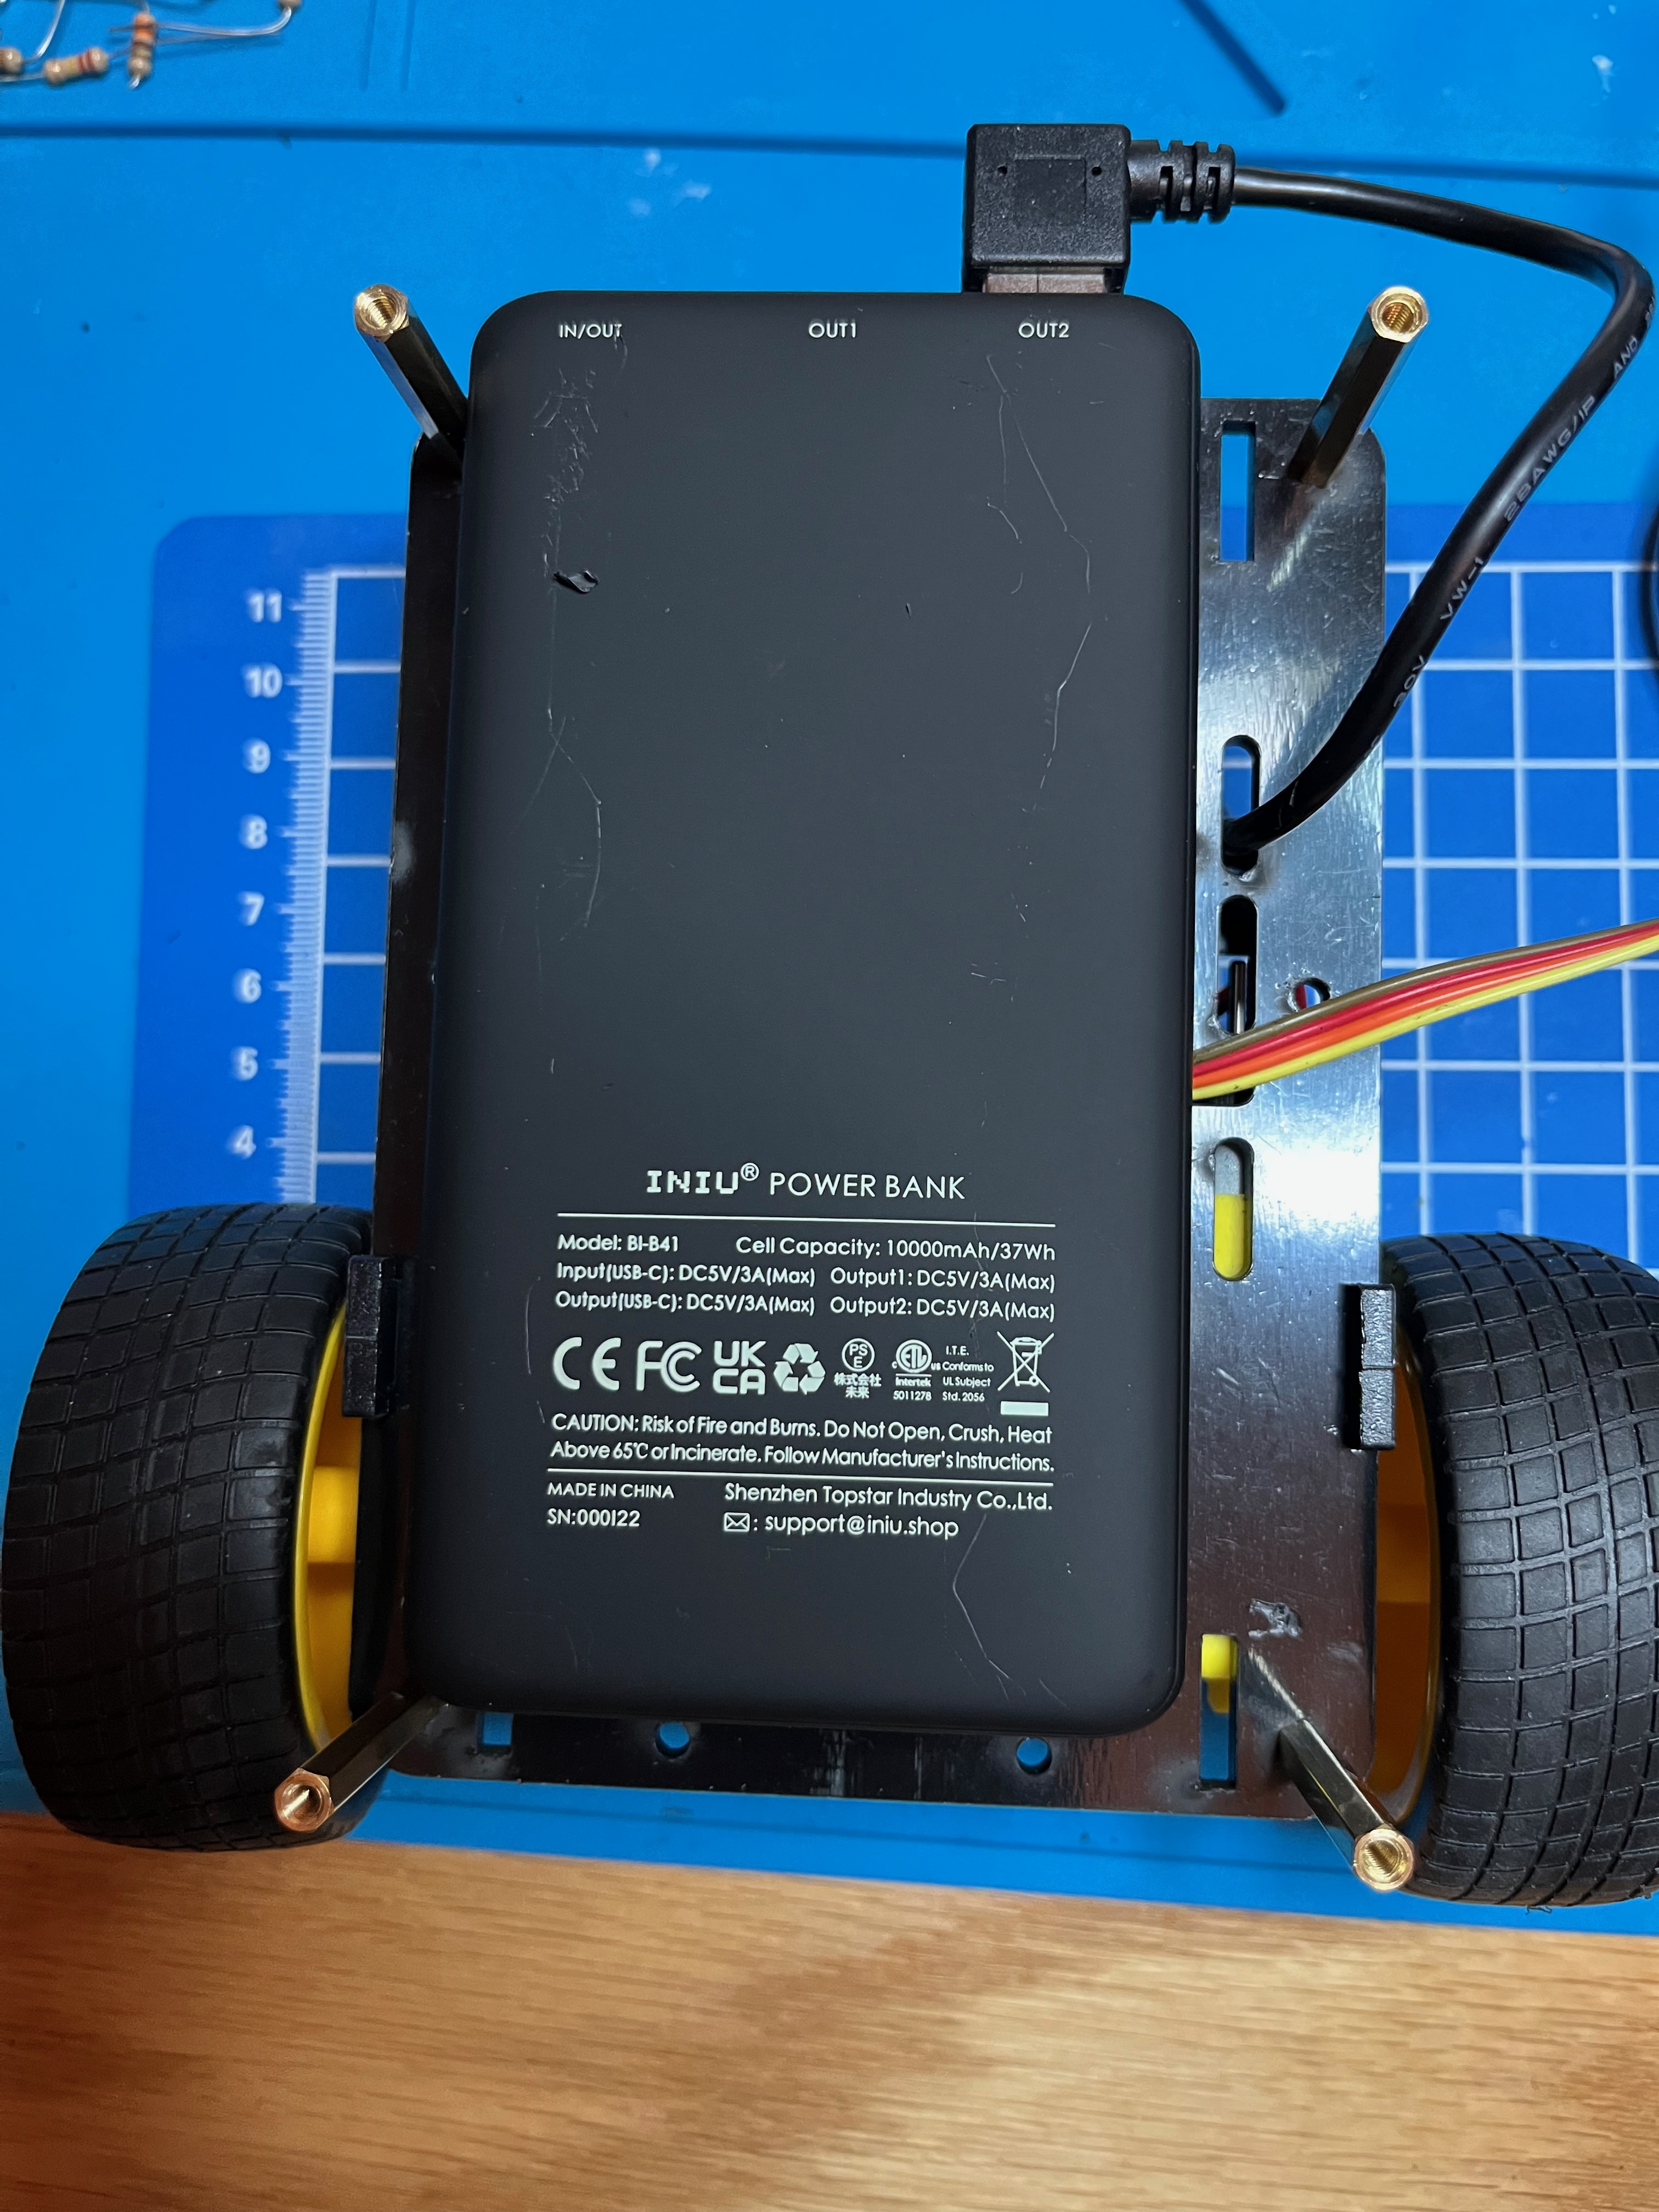 IN/OUT OUT1 OUT2
AWG/1P AND
VW-1
11
10
9
8
7
6
5
4
INIU® POWER BANK
Model: BI-B41 Cell Capacity: 10000mAh/37Wh
Input(USB-C): DC5V/3A(Max) Output1: DC5V/3A(Max)
Output(USB-C): DC5V/3A(Max) Output2: DC5V/3A(Max)
CE FC UK CA PS E 株式会社 未来 c ETL us Intertek 5011278 I.T.E. Conforms to UL Subject Std. 2056
CAUTION: Risk of Fire and Burns. Do Not Open, Crush, Heat
Above 65℃ or Incinerate. Follow Manufacturer's Instructions.
MADE IN CHINA Shenzhen Topstar Industry Co.,Ltd.
SN:000122 : support@iniu.shop